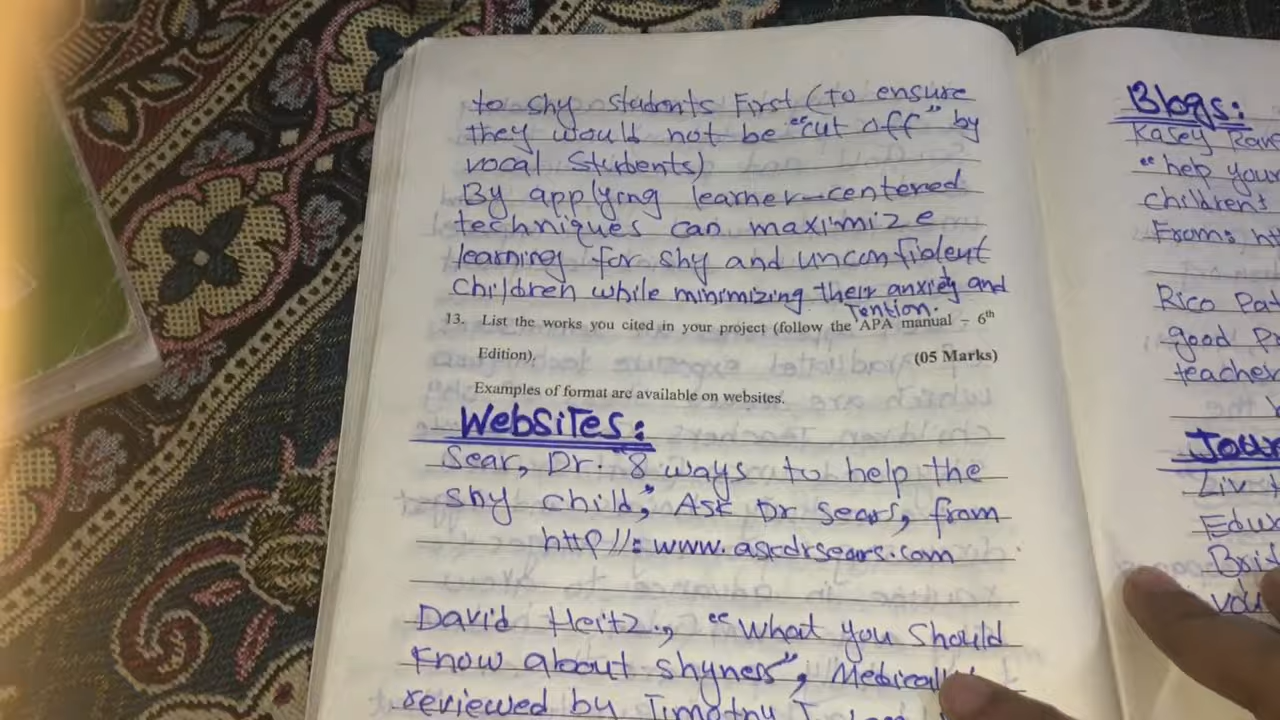 to shy students First (to ensure
they would not be "cut off" by
vocal Students)
By applying learner-centered
techniques can maximize
learning for shy and unconfident
children while minimizing their anxiety and
Tention.
13. List the works you cited in your project (follow the APA manual – 6th
Edition).
(05 Marks)
Examples of format are available on websites.
Websites:
Sear, Dr. "8 ways to help the
shy child", Ask Dr Sears, from
http//: www.askdrsears.com
David Heitz., "What you Should
Know about shyness",
reviewed by Timothy
Blogs:
Kasey
"help your
children
From:
Rico
good
teacher
Liv